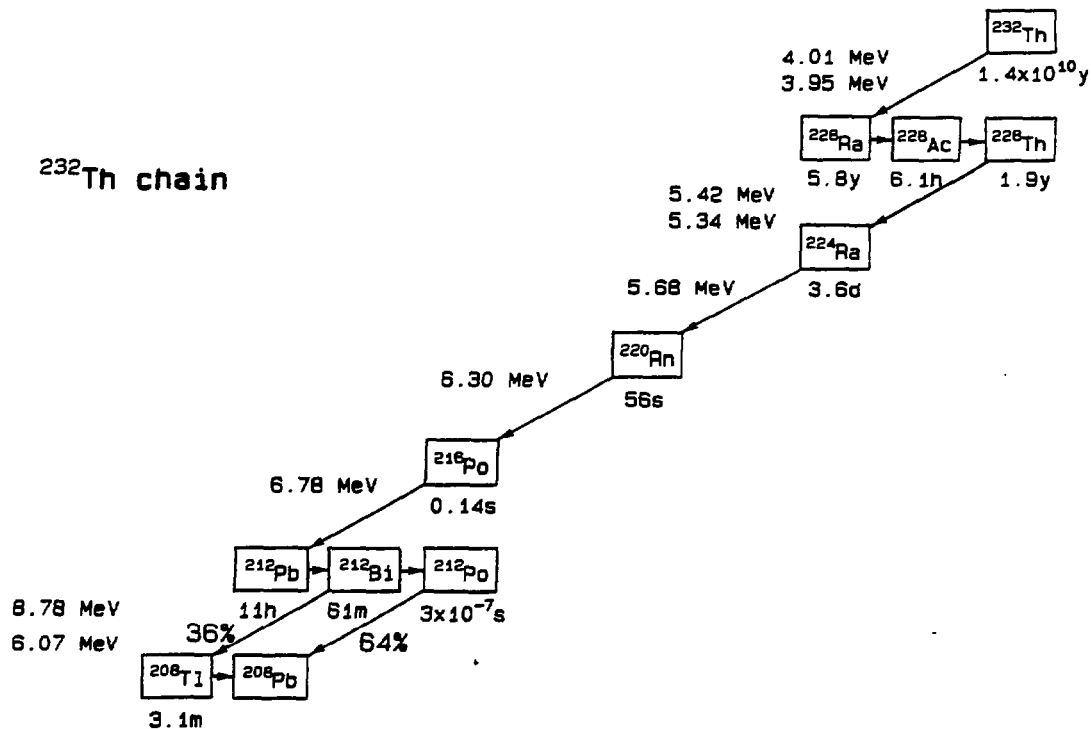 ²³²Th
4.01 MeV
3.95 MeV
1.4x10¹⁰y
²²⁸Ra ²²⁸Ac ²²⁸Th
²³²Th chain
5.8y 6.1h 1.9y
5.42 MeV
5.34 MeV
²²⁴Ra
5.68 MeV
3.6d
²²⁰Rn
6.30 MeV
56s
²¹⁶Po
6.78 MeV
0.14s
²¹²Pb ²¹²Bi ²¹²Po
11h 61m 3x10⁻⁷s
8.78 MeV
36% 64%
6.07 MeV
²⁰⁸Tl ²⁰⁸Pb
3.1m